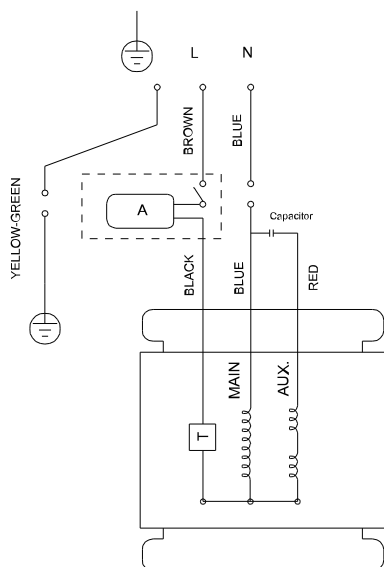 L N
BROWN
BLUE
YELLOW-GREEN
A
Capacitor
BLACK
BLUE
RED
MAIN
AUX.
T